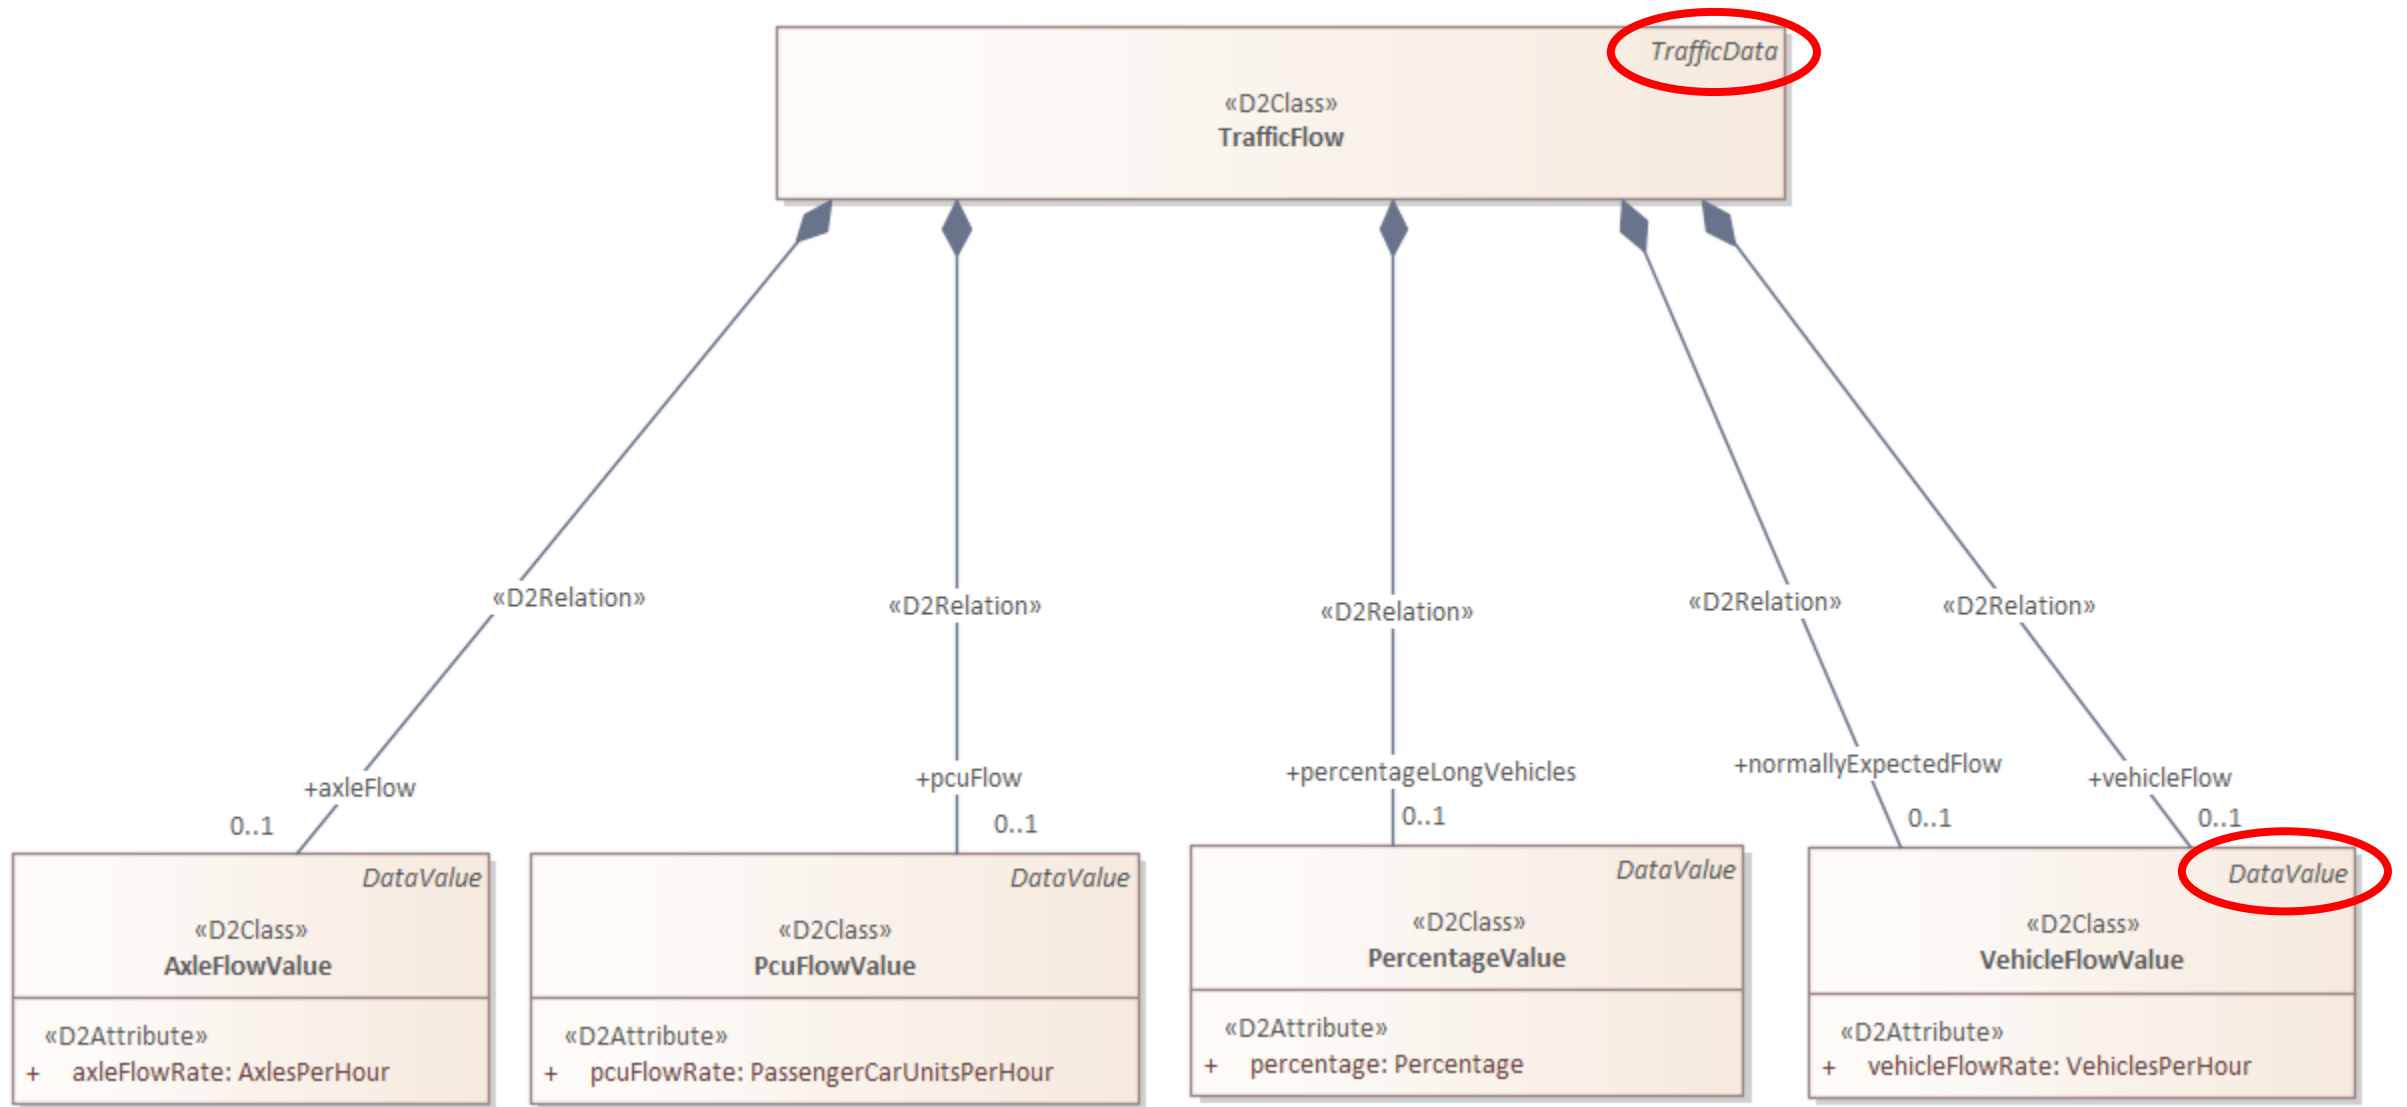 TrafficData
«D2Class»
TrafficFlow
«D2Relation»
«D2Relation»
«D2Relation»
«D2Relation»
«D2Relation»
+axleFlow
+pcuFlow
+percentageLongVehicles
+normallyExpectedFlow
+vehicleFlow
0..1
0..1
0..1
0..1
0..1
DataValue
«D2Class»
AxleFlowValue
«D2Attribute»
+ axleFlowRate: AxlesPerHour
DataValue
«D2Class»
PcuFlowValue
«D2Attribute»
+ pcuFlowRate: PassengerCarUnitsPerHour
DataValue
«D2Class»
PercentageValue
«D2Attribute»
+ percentage: Percentage
DataValue
«D2Class»
VehicleFlowValue
«D2Attribute»
+ vehicleFlowRate: VehiclesPerHour